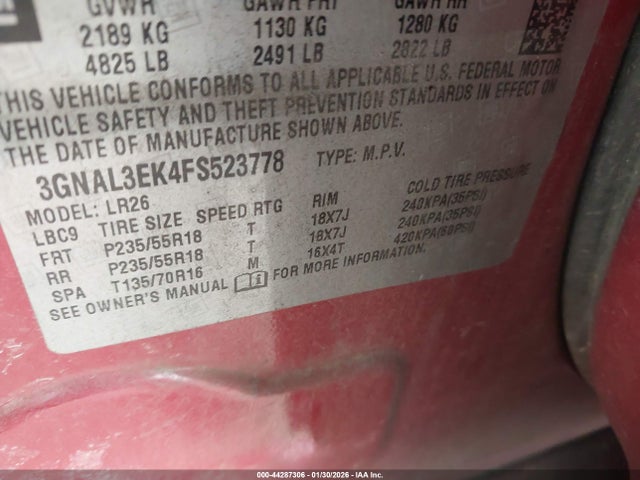 GVWR GAWR FRT GAWR RR
2189 KG 1130 KG 1280 KG
4825 LB 2491 LB 2822 LB
THIS VEHICLE CONFORMS TO ALL APPLICABLE U.S. FEDERAL MOTOR
VEHICLE SAFETY AND THEFT PREVENTION STANDARDS IN EFFECT ON
THE DATE OF MANUFACTURE SHOWN ABOVE.
3GNAL3EK4FS523778 TYPE: M.P.V.
MODEL: LR26
LBC9 TIRE SIZE SPEED RTG RIM COLD TIRE PRESSURE
FRT P235/55R18 T 18X7J 240KPA(35PSI)
RR P235/55R18 T 18X7J 240KPA(35PSI)
SPA T135/70R16 M 16X4T 420KPA(60PSI)
SEE OWNER'S MANUAL FOR MORE INFORMATION.
000-44287306 - 01/30/2026 - IAA Inc.